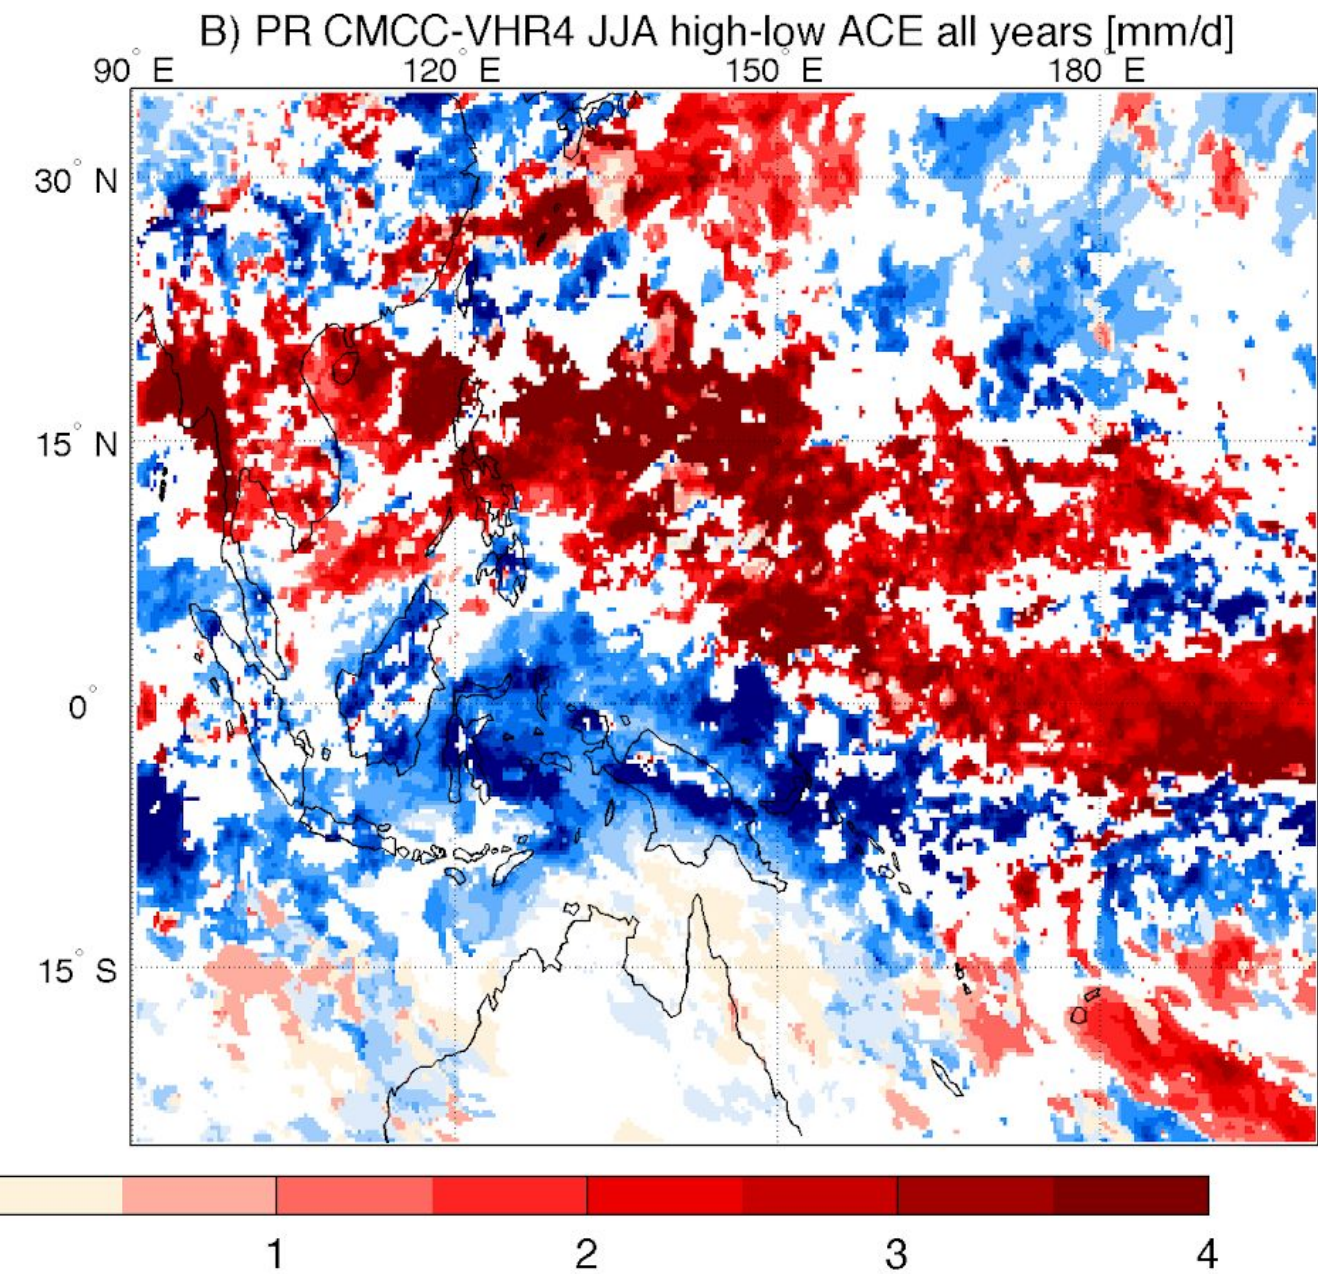 B) PR CMCC-VHR4 JJA high-low ACE all years [mm/d]
90° E 120° E 150° E 180° E
30° N
15° N
0°
15° S
1 2 3 4